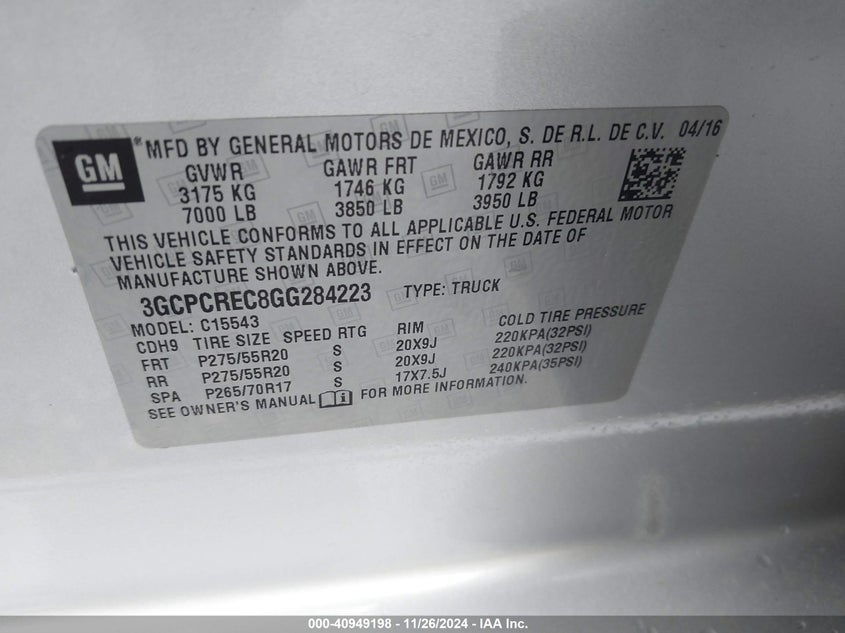 GM
MFD BY GENERAL MOTORS DE MEXICO, S. DE R.L. DE C.V. 04/16
GVWR GAWR FRT GAWR RR
3175 KG 1746 KG 1792 KG
7000 LB 3850 LB 3950 LB
THIS VEHICLE CONFORMS TO ALL APPLICABLE U.S. FEDERAL MOTOR
VEHICLE SAFETY STANDARDS IN EFFECT ON THE DATE OF
MANUFACTURE SHOWN ABOVE.
3GCPCREC8GG284223 TYPE: TRUCK
MODEL: C15543
CDH9 TIRE SIZE SPEED RTG RIM COLD TIRE PRESSURE
FRT P275/55R20 S 20X9J 220KPA(32PSI)
RR P275/55R20 S 20X9J 220KPA(32PSI)
SPA P265/70R17 S 17X7.5J 240KPA(35PSI)
SEE OWNER'S MANUAL FOR MORE INFORMATION.
000-40949198 - 11/26/2024 - IAA Inc.